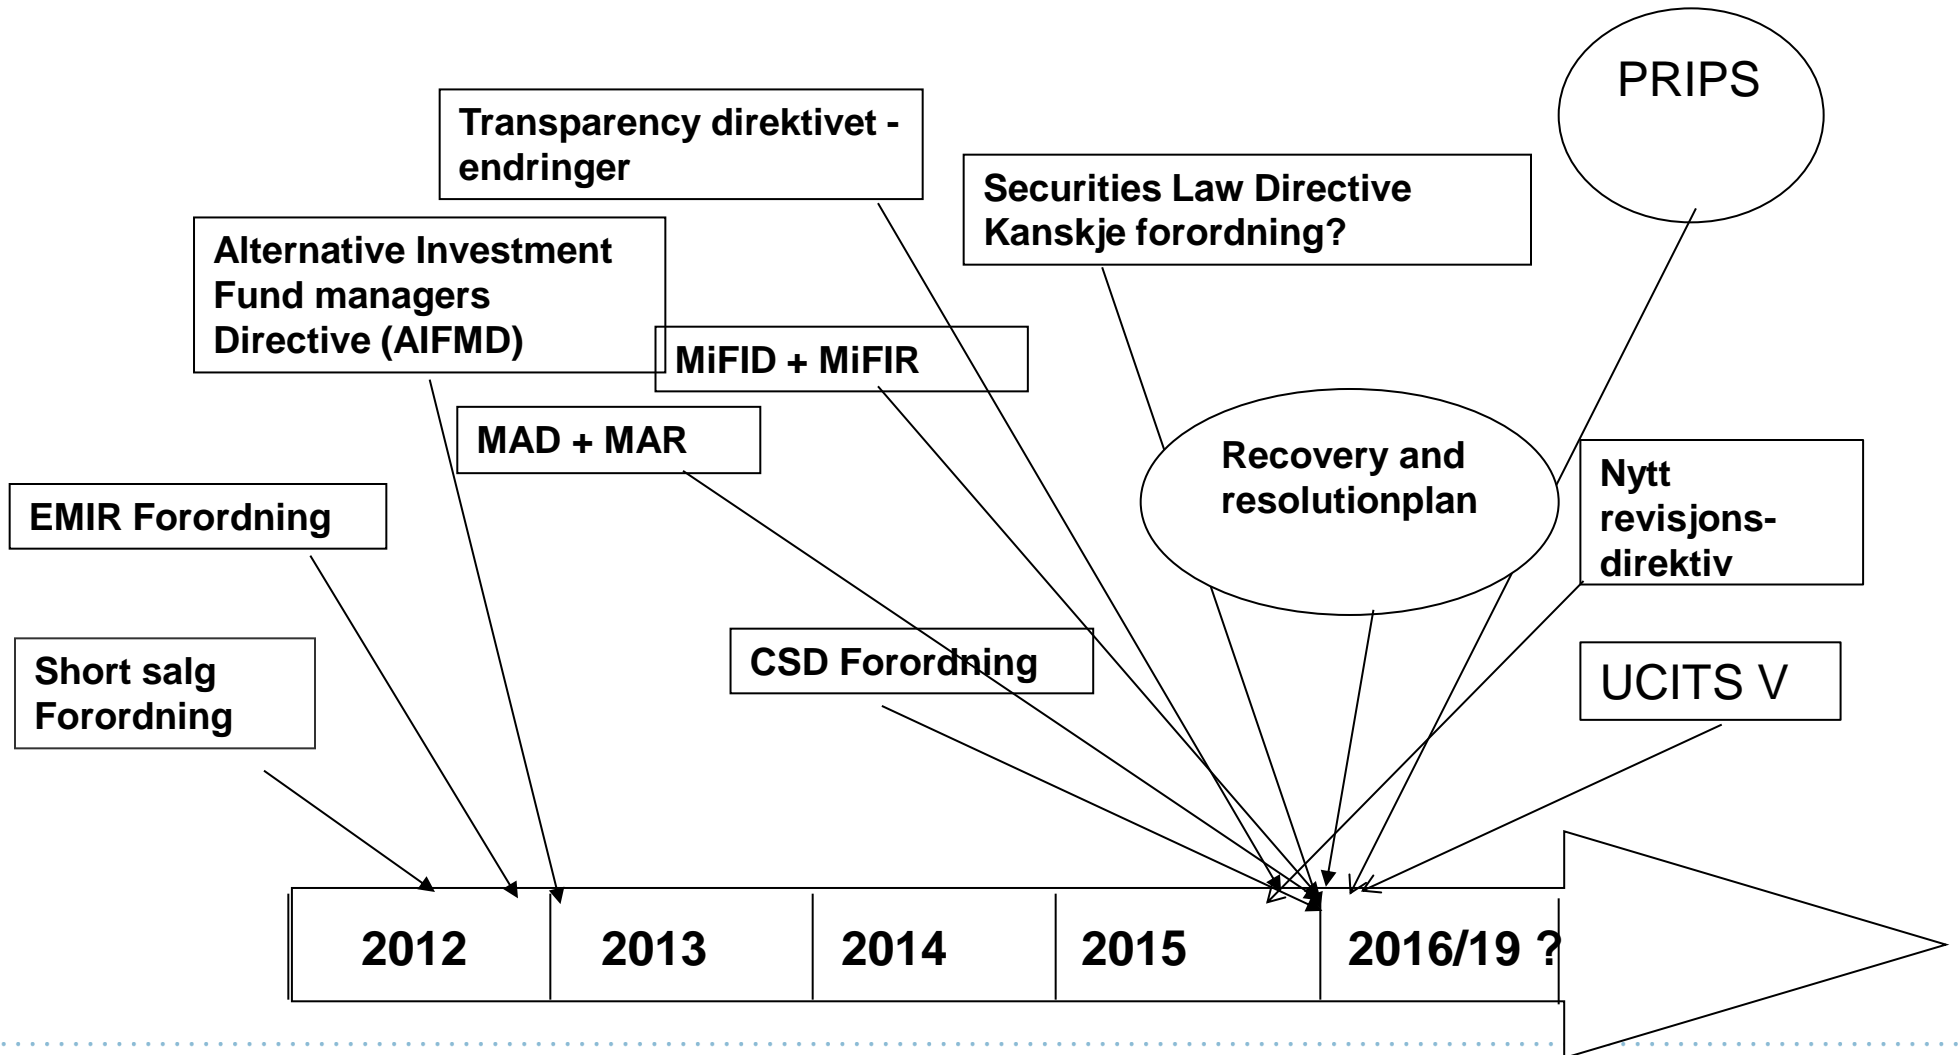 PRIPS
Transparency direktivet -
endringer
Securities Law Directive
Kanskje forordning?
Alternative Investment
Fund managers
Directive (AIFMD)
MiFID + MiFIR
MAD + MAR
Recovery and
resolutionplan
Nytt
revisjons-
direktiv
EMIR Forordning
Short salg
Forordning
CSD Forordning
UCITS V
2012
2013
2014
2015
2016/19 ?